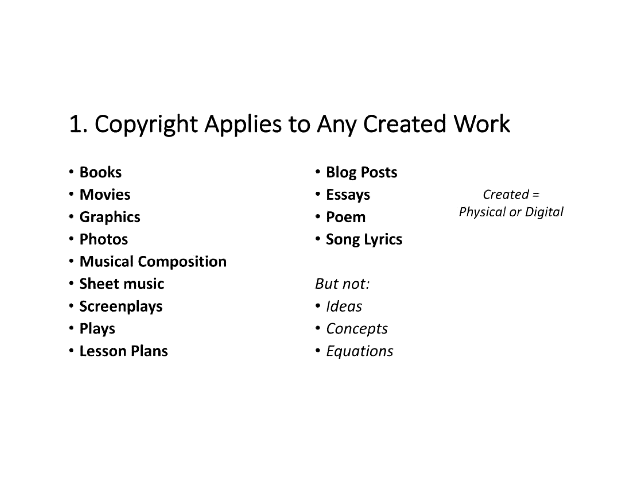 1. Copyright Applies to Any Created Work
• Books
• Movies
• Graphics
• Photos
• Musical Composition
• Sheet music
• Screenplays
• Plays
• Lesson Plans
• Blog Posts
• Essays
• Poem
• Song Lyrics
But not:
• Ideas
• Concepts
• Equations
Created =
Physical or Digital